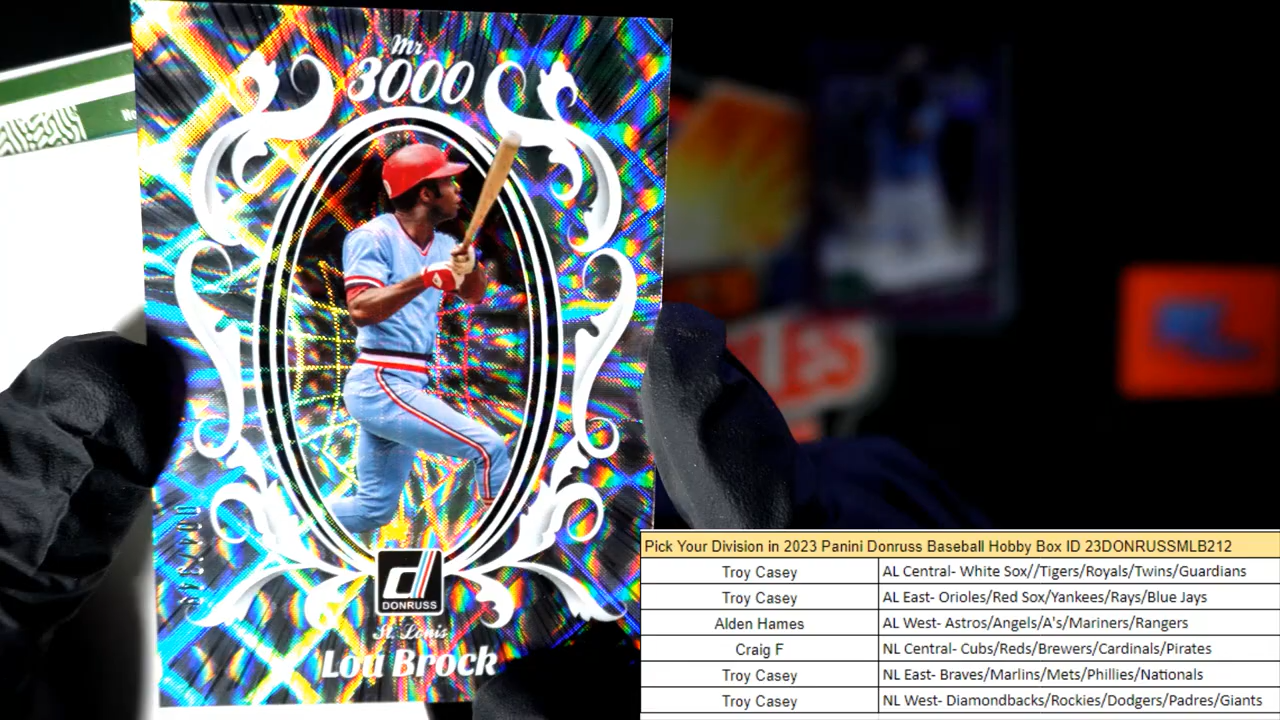 Mr
3000
DONRUSS
St. Louis
Lou Brock
LES
Pick Your Division in 2023 Panini Donruss Baseball Hobby Box ID 23DONRUSSMLB212
Troy Casey AL Central- White Sox//Tigers/Royals/Twins/Guardians
Troy Casey AL East- Orioles/Red Sox/Yankees/Rays/Blue Jays
Alden Hames AL West- Astros/Angels/A's/Mariners/Rangers
Craig F NL Central- Cubs/Reds/Brewers/Cardinals/Pirates
Troy Casey NL East- Braves/Marlins/Mets/Phillies/Nationals
Troy Casey NL West- Diamondbacks/Rockies/Dodgers/Padres/Giants